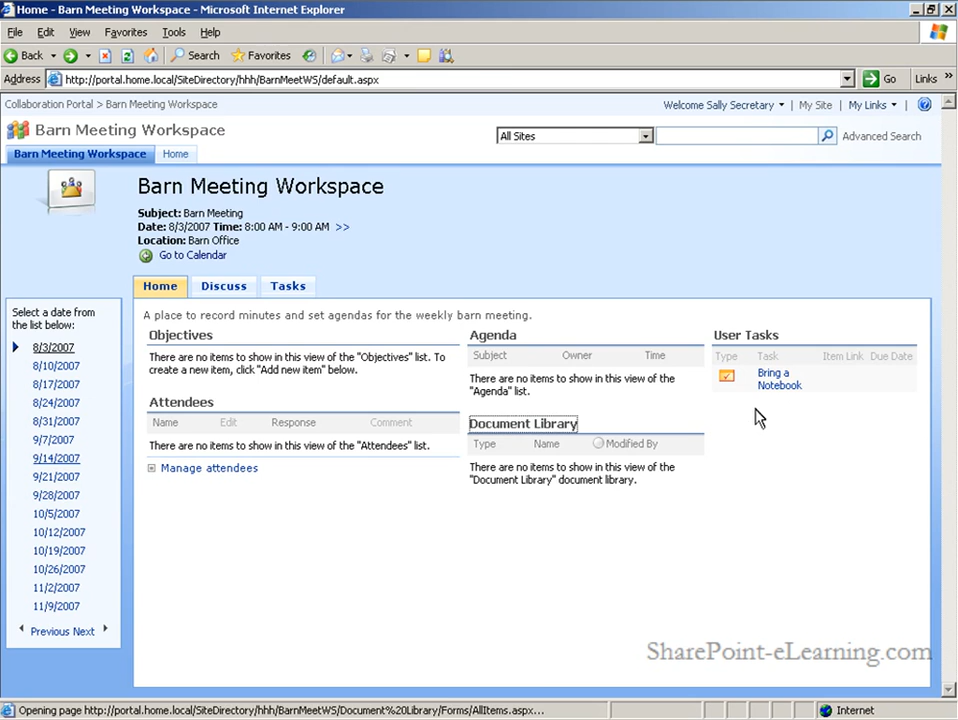 Home - Barn Meeting Workspace - Microsoft Internet Explorer
File Edit View Favorites Tools Help
Back Search Favorites
Address http://portal.home.local/SiteDirectory/hhh/BarnMeetWS/default.aspx Go Links »
Collaboration Portal > Barn Meeting Workspace Welcome Sally Secretary | My Site | My Links |
Barn Meeting Workspace
All Sites Advanced Search
Barn Meeting Workspace Home
Barn Meeting Workspace
Subject: Barn Meeting
Date: 8/3/2007 Time: 8:00 AM - 9:00 AM >>
Location: Barn Office
Go to Calendar
Home Discuss Tasks
Select a date from
the list below:
8/3/2007
8/10/2007
8/17/2007
8/24/2007
8/31/2007
9/7/2007
9/14/2007
9/21/2007
9/28/2007
10/5/2007
10/12/2007
10/19/2007
10/26/2007
11/2/2007
11/9/2007
Previous Next
A place to record minutes and set agendas for the weekly barn meeting.
Objectives
There are no items to show in this view of the "Objectives" list. To
create a new item, click "Add new item" below.
Attendees
Name Edit Response Comment
There are no items to show in this view of the "Attendees" list.
Manage attendees
Agenda
Subject Owner Time
There are no items to show in this view of the
"Agenda" list.
Document Library
Type Name Modified By
There are no items to show in this view of the
"Document Library" document library.
User Tasks
Type Task Item Link Due Date
Bring a
Notebook
SharePoint-eLearning.com
Opening page http://portal.home.local/SiteDirectory/hhh/BarnMeetWS/Document%20Library/Forms/AllItems.aspx... Internet